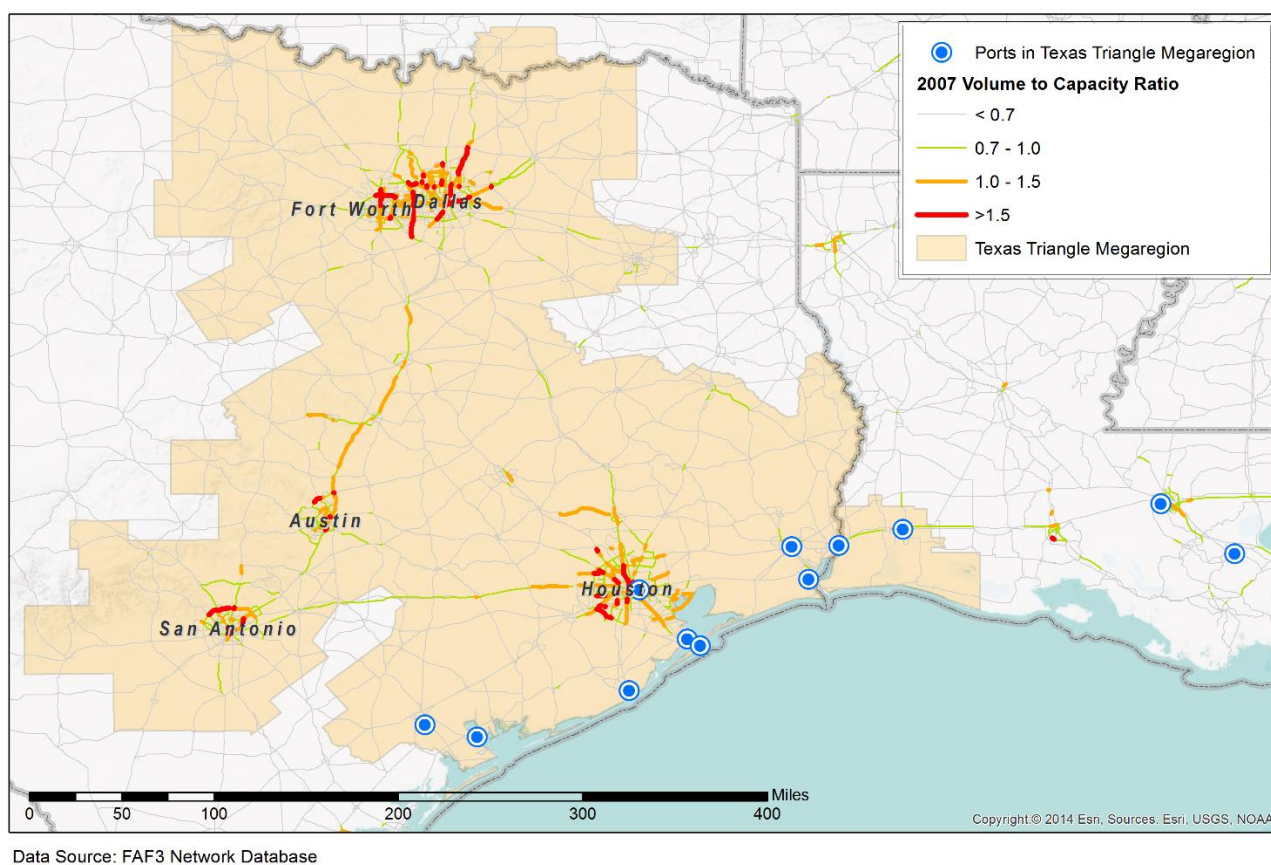 Ports in Texas Triangle Megaregion
2007 Volume to Capacity Ratio
< 0.7
0.7 - 1.0
1.0 - 1.5
>1.5
Texas Triangle Megaregion
Fort Worth
Dallas
Austin
Houston
San Antonio
Miles
0 50 100 200 300 400
Copyright:© 2014 Esri, Sources: Esri, USGS, NOAA
Data Source: FAF3 Network Database